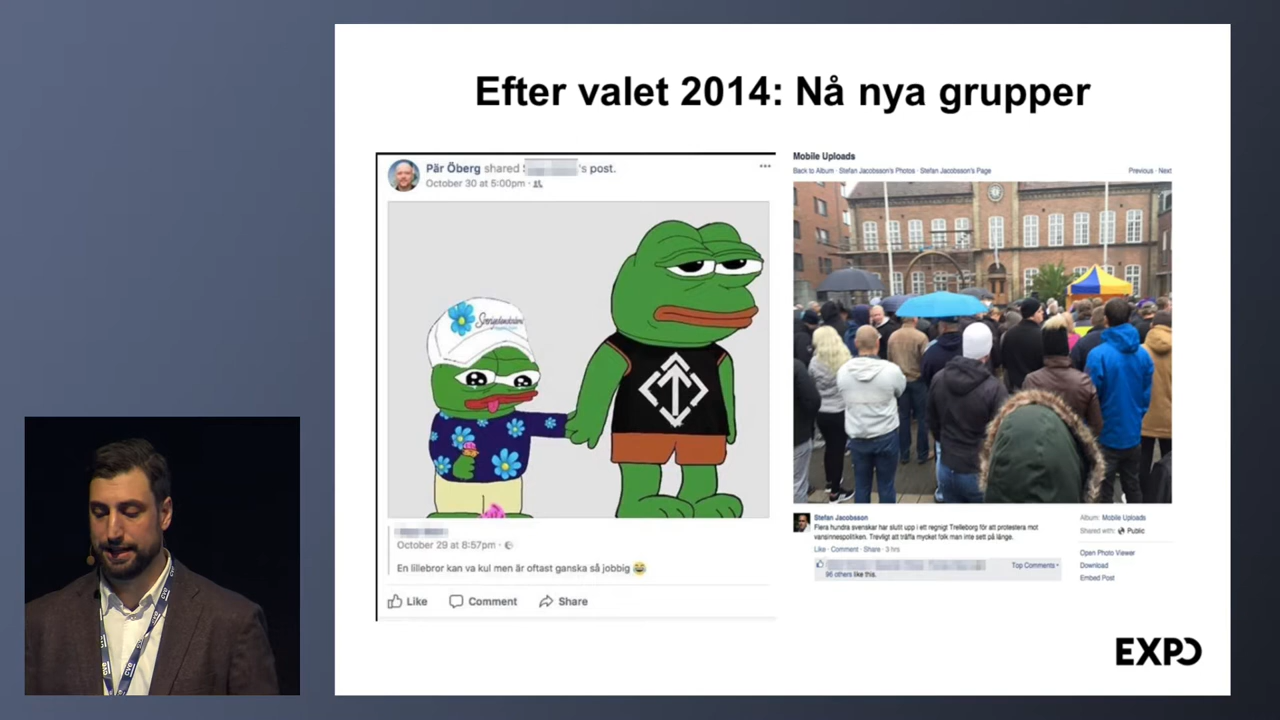 Efter valet 2014: Nå nya grupper
Pär Öberg shared S 's post.
October 30 at 5:00pm
Sverigedemokraterna
October 29 at 8:57pm
En lillebror kan va kul men är oftast ganska så jobbig
Like Comment Share
Mobile Uploads
Back to Album · Stefan Jacobsson's Photos · Stefan Jacobsson's Page
Previous · Next
Stefan Jacobsson
Flera hundra svenskar har slutit upp i ett regnigt Trelleborg för att protestera mot
vansinnespolitiken. Trevligt att träffa mycket folk man inte sett på länge.
Like · Comment · Share · 3 hrs
Top Comments
96 others like this.
Album: Mobile Uploads
Shared with: Public
Open Photo Viewer
Download
Embed Post
EXPO
cve
cve